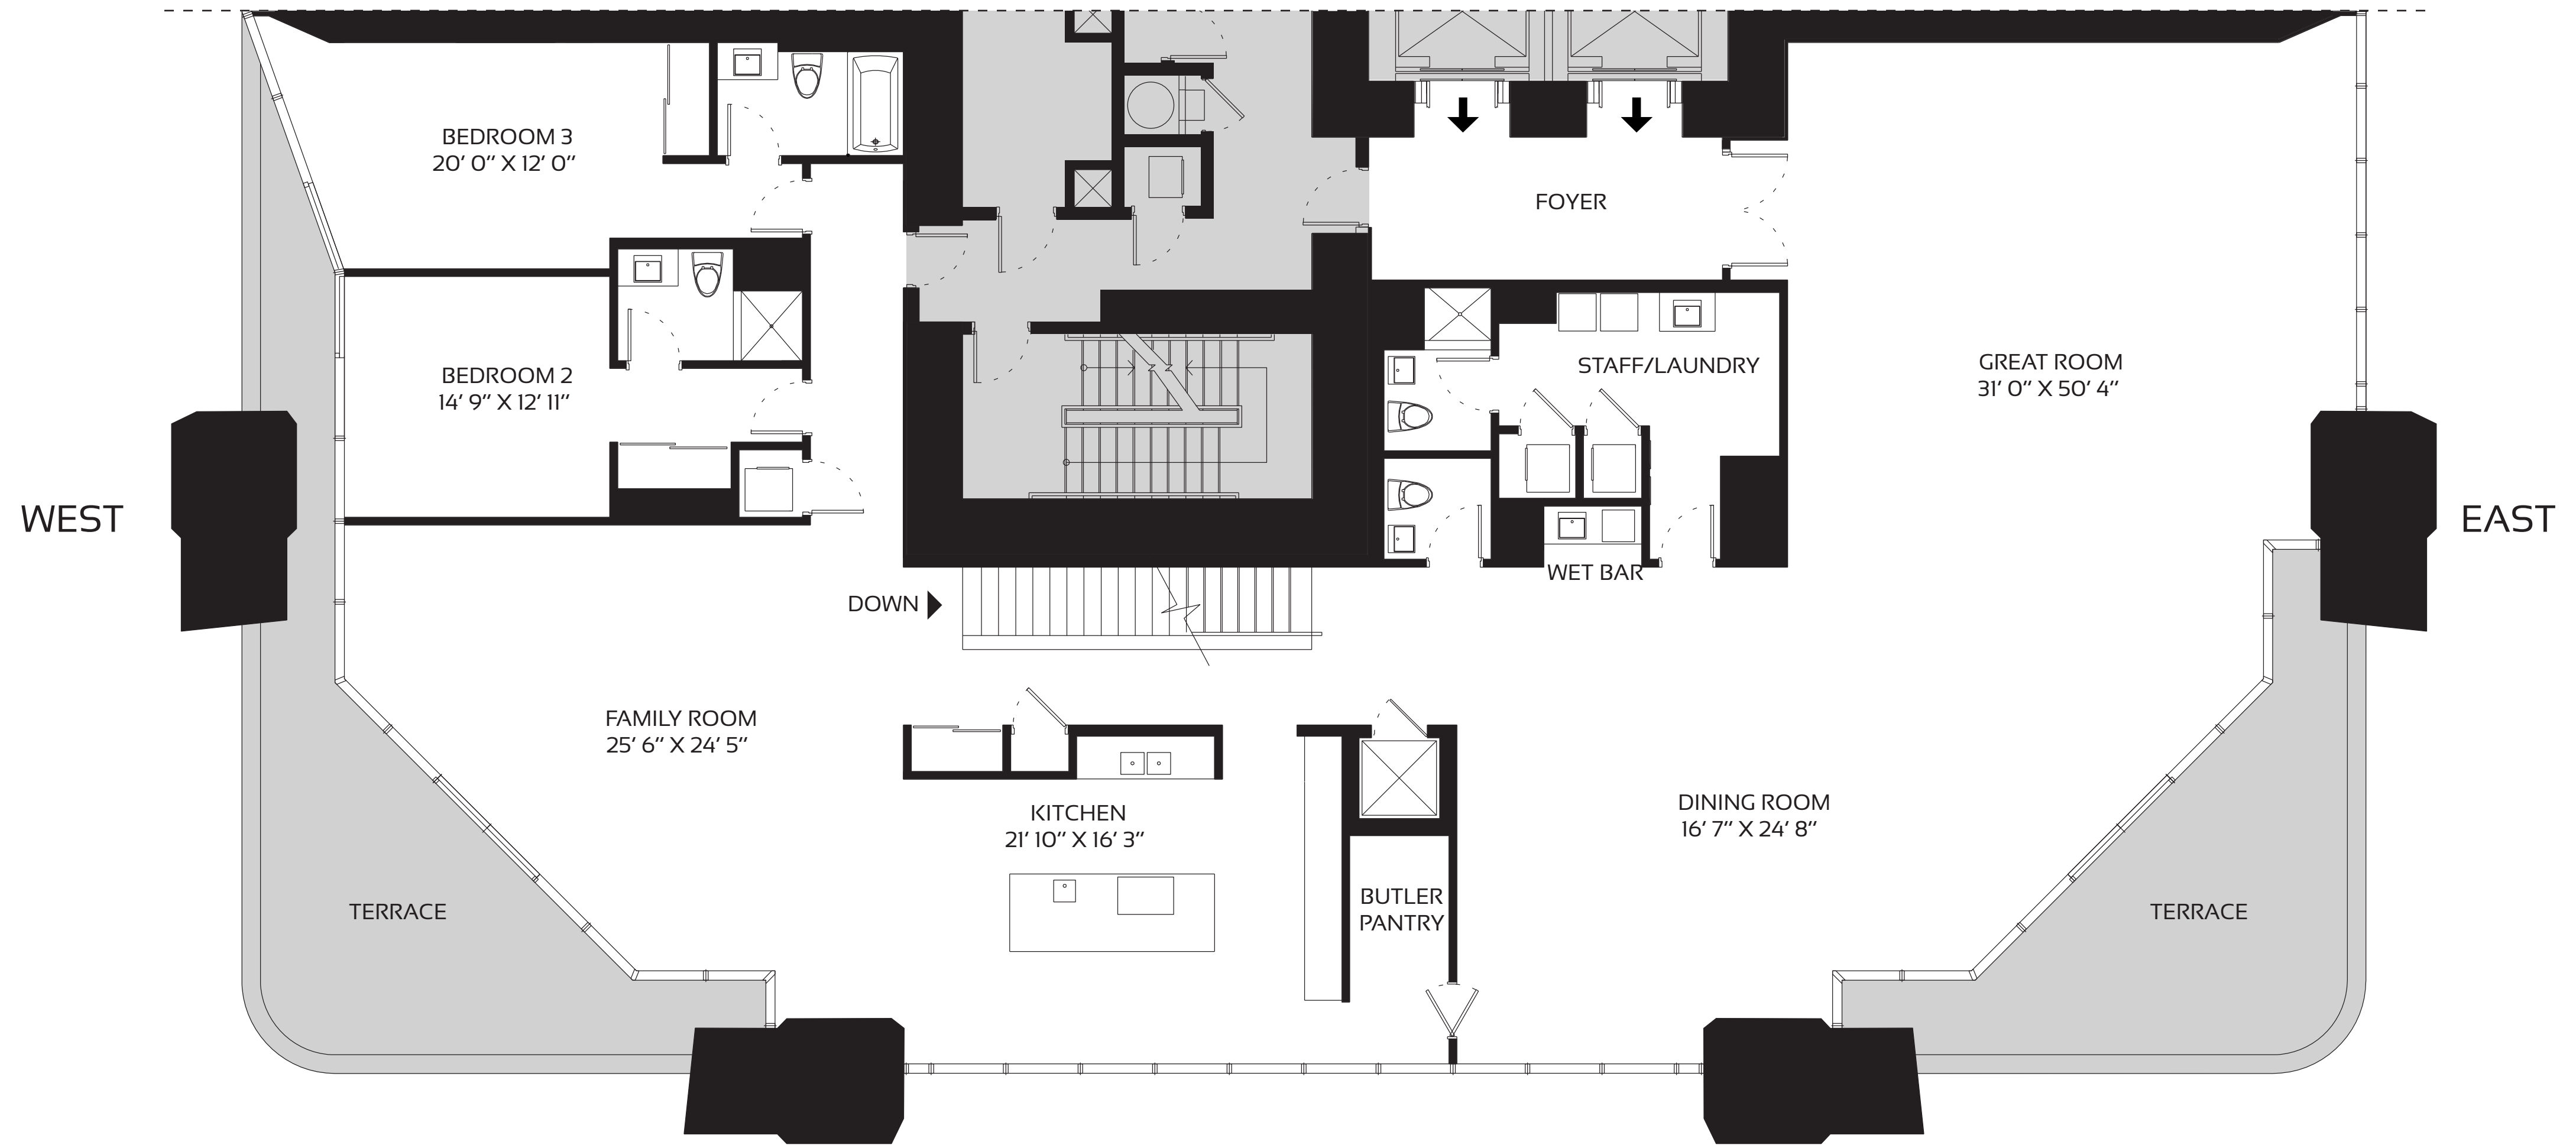 BEDROOM 3
20' 0" X 12' 0"
FOYER
BEDROOM 2
14' 9" X 12' 11"
STAFF/LAUNDRY
GREAT ROOM
31' 0" X 50' 4"
WEST
EAST
WET BAR
DOWN
FAMILY ROOM
25' 6" X 24' 5"
KITCHEN
21' 10" X 16' 3"
DINING ROOM
16' 7" X 24' 8"
BUTLER
PANTRY
TERRACE
TERRACE